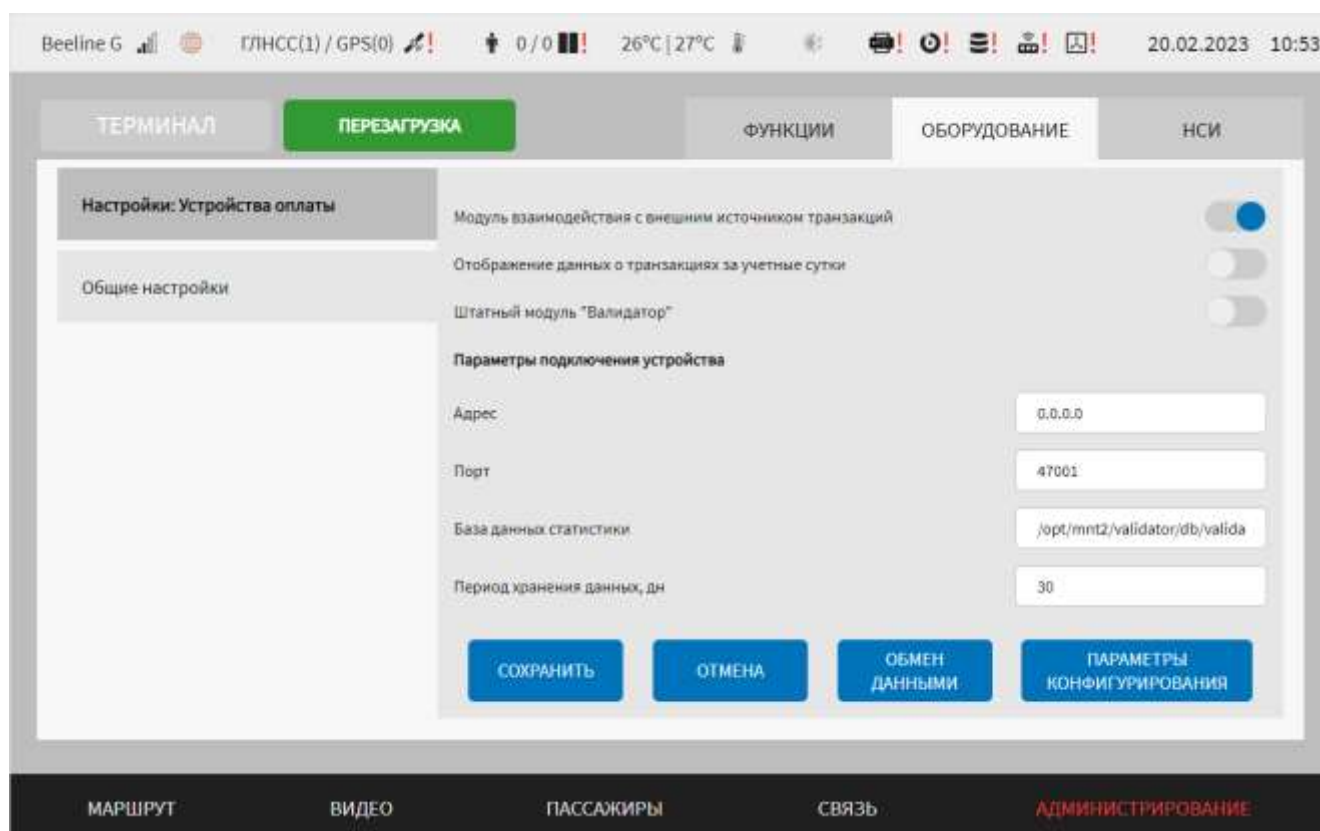 Beeline G ГЛНСС(1) / GPS(0) ! 0 / 0 ! 26°C | 27°C ! ! ! ! ! 20.02.2023 10:53
ТЕРМИНАЛ ПЕРЕЗАГРУЗКА ФУНКЦИИ ОБОРУДОВАНИЕ НСИ
Настройки: Устройства оплаты
Общие настройки
Модуль взаимодействия с внешним источником транзакций
Отображение данных о транзакциях за учетные сутки
Штатный модуль "Валидатор"
Параметры подключения устройства
Адрес 0.0.0.0
Порт 47001
База данных статистики /opt/mnt2/validator/db/valida
Период хранения данных, дн 30
СОХРАНИТЬ ОТМЕНА ОБМЕН ДАННЫМИ ПАРАМЕТРЫ КОНФИГУРИРОВАНИЯ
МАРШРУТ ВИДЕО ПАССАЖИРЫ СВЯЗЬ АДМИНИСТРИРОВАНИЕ